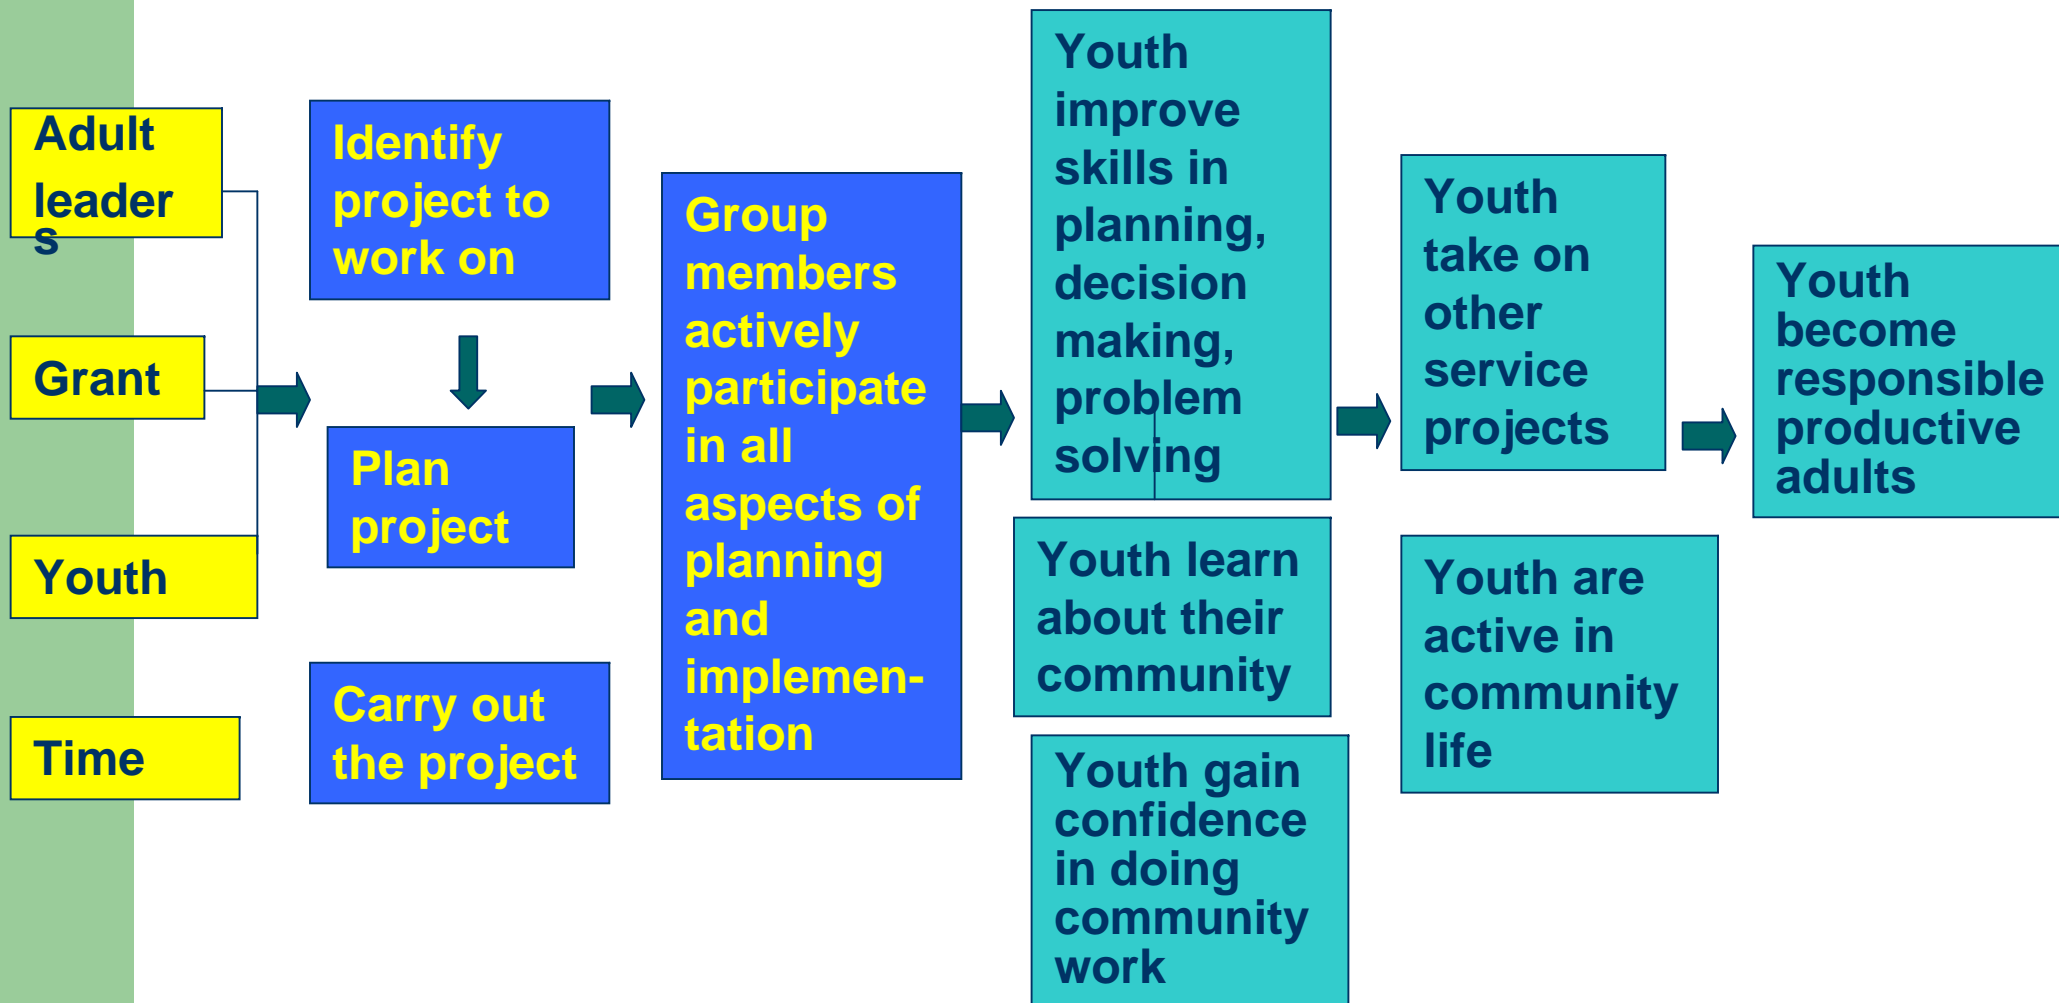 Adult
leader
s
Grant
Youth
Time
Identify
project to
work on
Plan
project
Carry out
the project
Group
members
actively
participate
in all
aspects of
planning
and
implemen-
tation
Youth
improve
skills in
planning,
decision
making,
problem
solving
Youth learn
about their
community
Youth gain
confidence
in doing
community
work
Youth
take on
other
service
projects
Youth are
active in
community
life
Youth
become
responsible
productive
adults